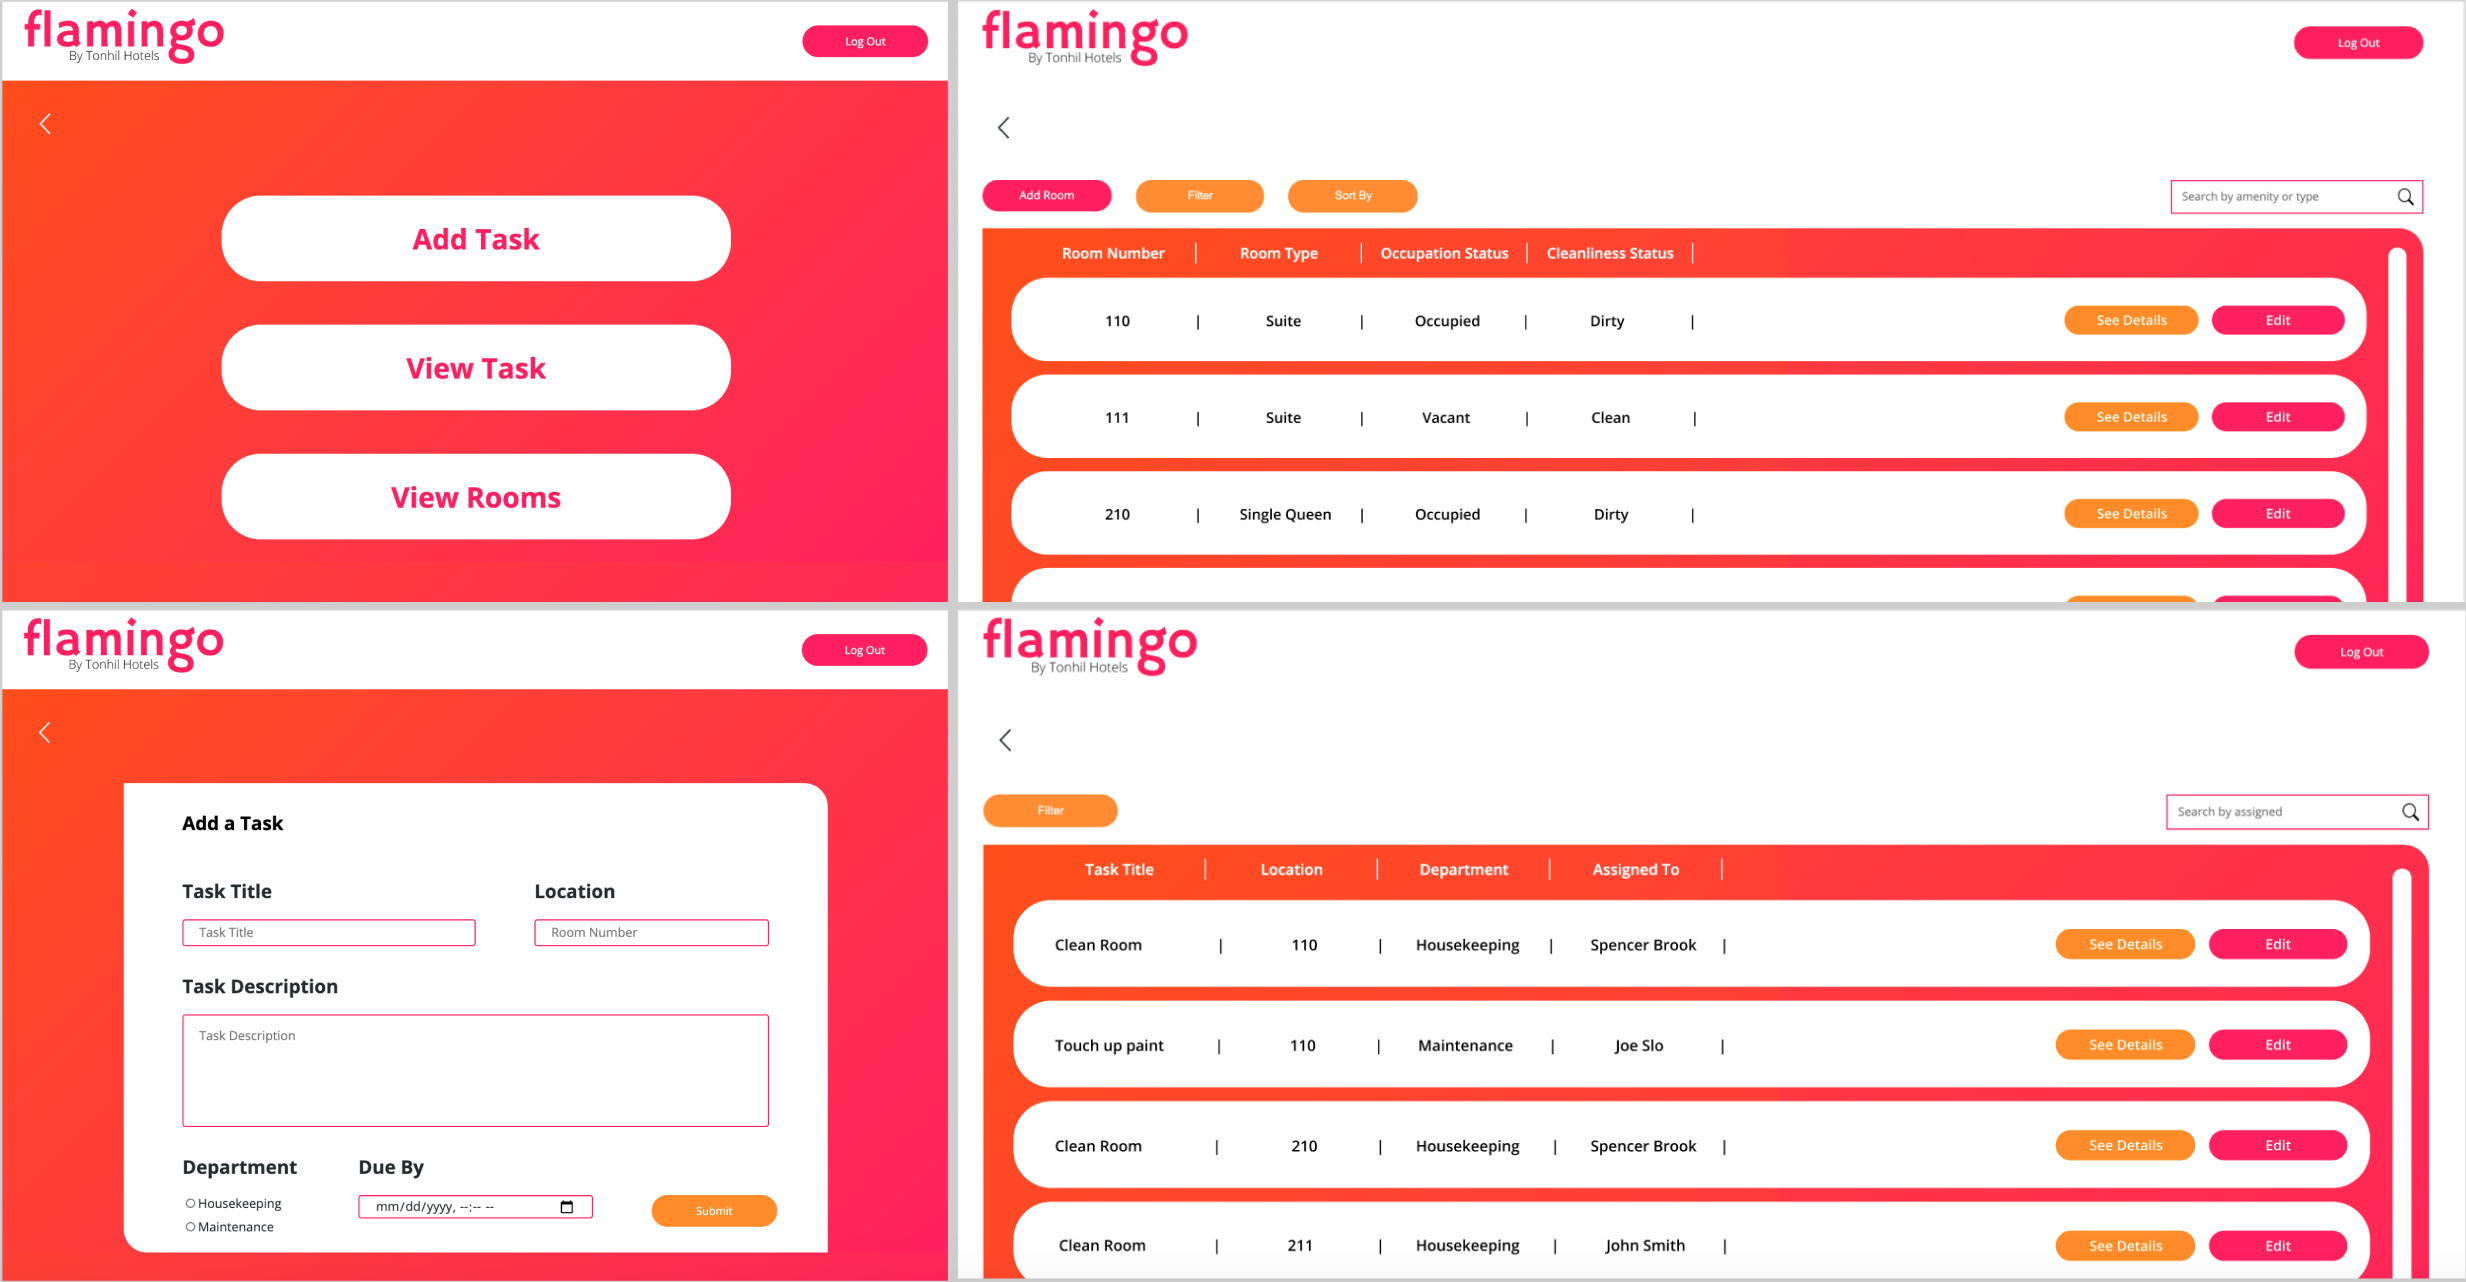 flamingo
By Tonhil Hotels
Log Out
Add Task
View Task
View Rooms
flamingo
By Tonhil Hotels
Log Out
Add Room Filter Sort By Search by amenity or type
Room Number | Room Type | Occupation Status | Cleanliness Status |
110 | Suite | Occupied | Dirty | See Details Edit
111 | Suite | Vacant | Clean | See Details Edit
210 | Single Queen | Occupied | Dirty | See Details Edit
flamingo
By Tonhil Hotels
Log Out
Add a Task
Task Title Location
Task Title Room Number
Task Description
Task Description
Department Due By
Housekeeping mm/dd/yyyy, --:-- -- Submit
Maintenance
flamingo
By Tonhil Hotels
Log Out
Filter Search by assigned
Task Title | Location | Department | Assigned To |
Clean Room | 110 | Housekeeping | Spencer Brook | See Details Edit
Touch up paint | 110 | Maintenance | Joe Slo | See Details Edit
Clean Room | 210 | Housekeeping | Spencer Brook | See Details Edit
Clean Room | 211 | Housekeeping | John Smith | See Details Edit